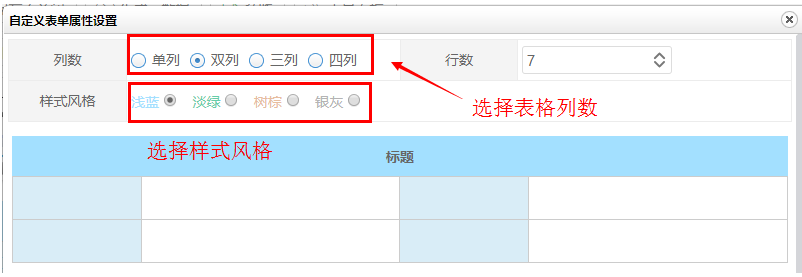 自定义表单属性设置
列数 单列 双列 三列 四列 行数 7
样式风格 浅蓝 淡绿 树棕 银灰
选择表格列数
选择样式风格
标题